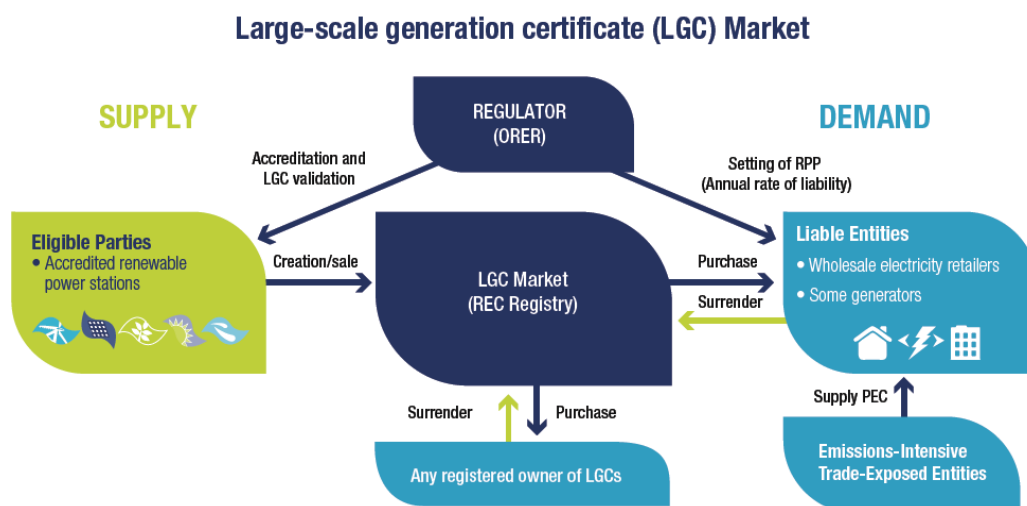 Large-scale generation certificate (LGC) Market
SUPPLY
REGULATOR
(ORER)
DEMAND
Accreditation and
LGC validation
Setting of RPP
(Annual rate of liability)
Eligible Parties
• Accredited renewable
power stations
Creation/sale
LGC Market
(REC Registry)
Purchase
Surrender
Liable Entities
• Wholesale electricity retailers
• Some generators
Surrender
Purchase
Supply PEC
Any registered owner of LGCs
Emissions-Intensive
Trade-Exposed Entities